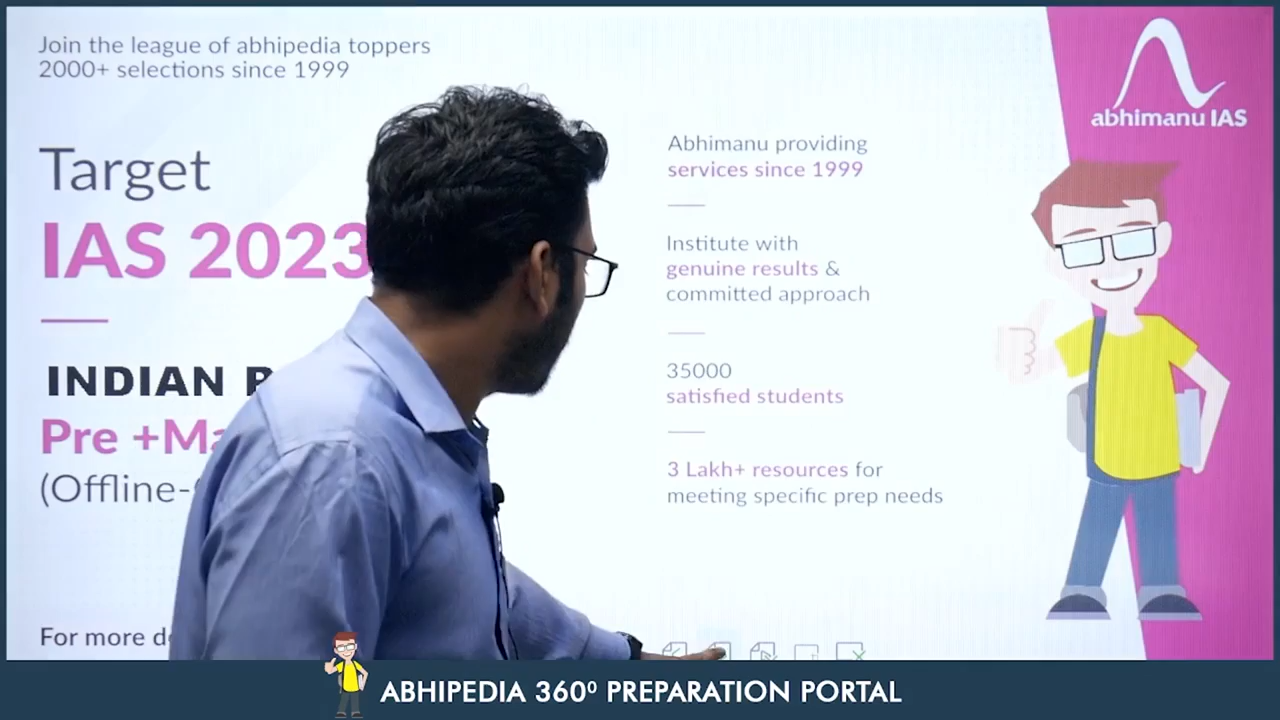 Join the league of abhipedia toppers
2000+ selections since 1999
Target
IAS 2023
INDIAN
Pre
(Offline-
For more
Abhimanu providing
services since 1999
Institute with
genuine results &
committed approach
35000
satisfied students
3 Lakh+ resources for
meeting specific prep needs
abhimanu IAS
ABHIPEDIA 360⁰ PREPARATION PORTAL